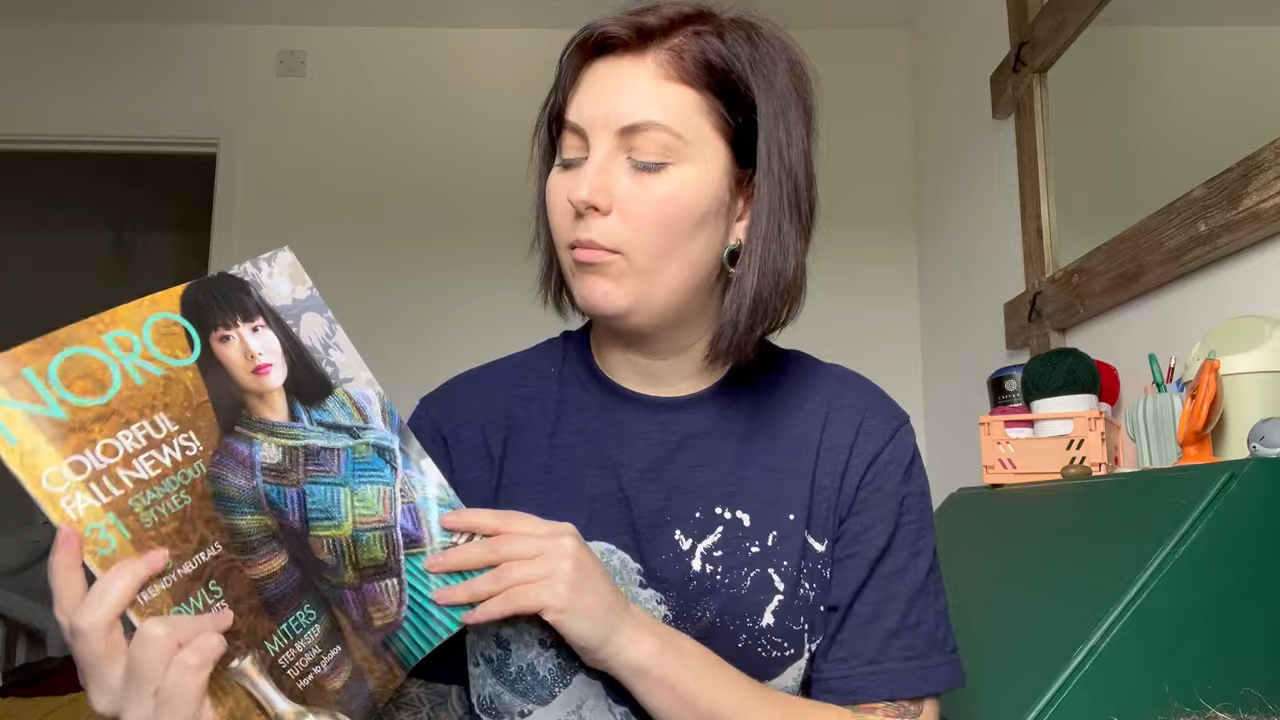 NORO
COLORFUL
FALL NEWS!
31 STANDOUT
STYLES
TRENDY NEUTRALS
MITERS
STEP-BY-STEP
TUTORIAL
How-to photos